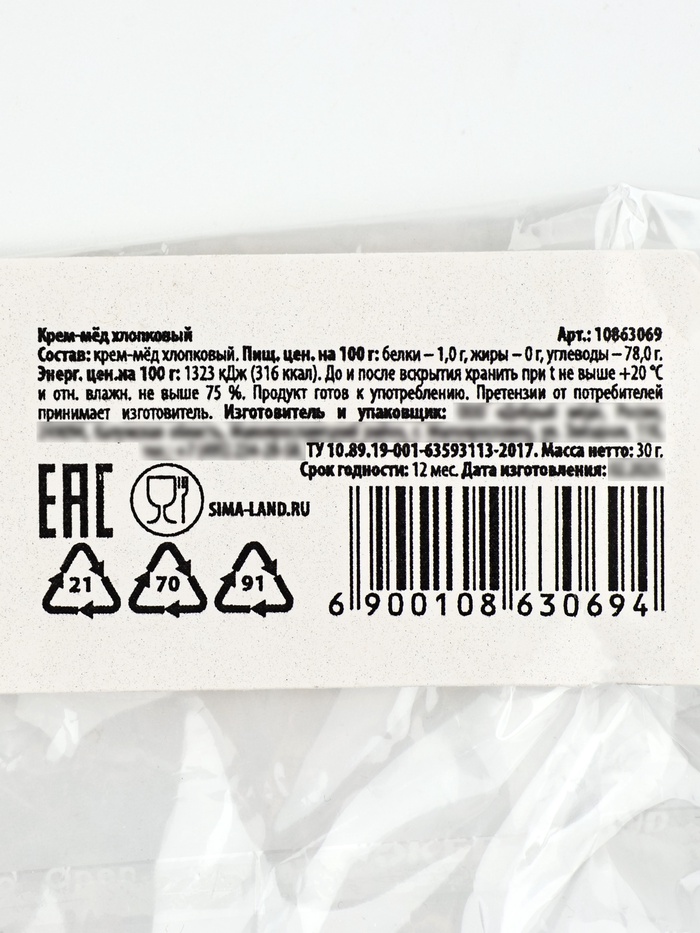 Крем-мёд хлопковый Арт.: 10863069
Состав: крем-мёд хлопковый. Пищ. цен. на 100 г: белки – 1,0 г, жиры – 0 г, углеводы – 78,0 г.
Энерг. цен.на 100 г: 1323 кДж (316 ккал). До и после вскрытия хранить при t не выше +20 °C
и отн. влажн. не выше 75 %. Продукт готов к употреблению. Претензии от потребителей
принимает изготовитель. Изготовитель и упаковщик:
ТУ 10.89.19-001-63593113-2017. Масса нетто: 30 г.
Срок годности: 12 мес. Дата изготовления:
EAC
SIMA-LAND.RU
21 70 91
6 900108 630694